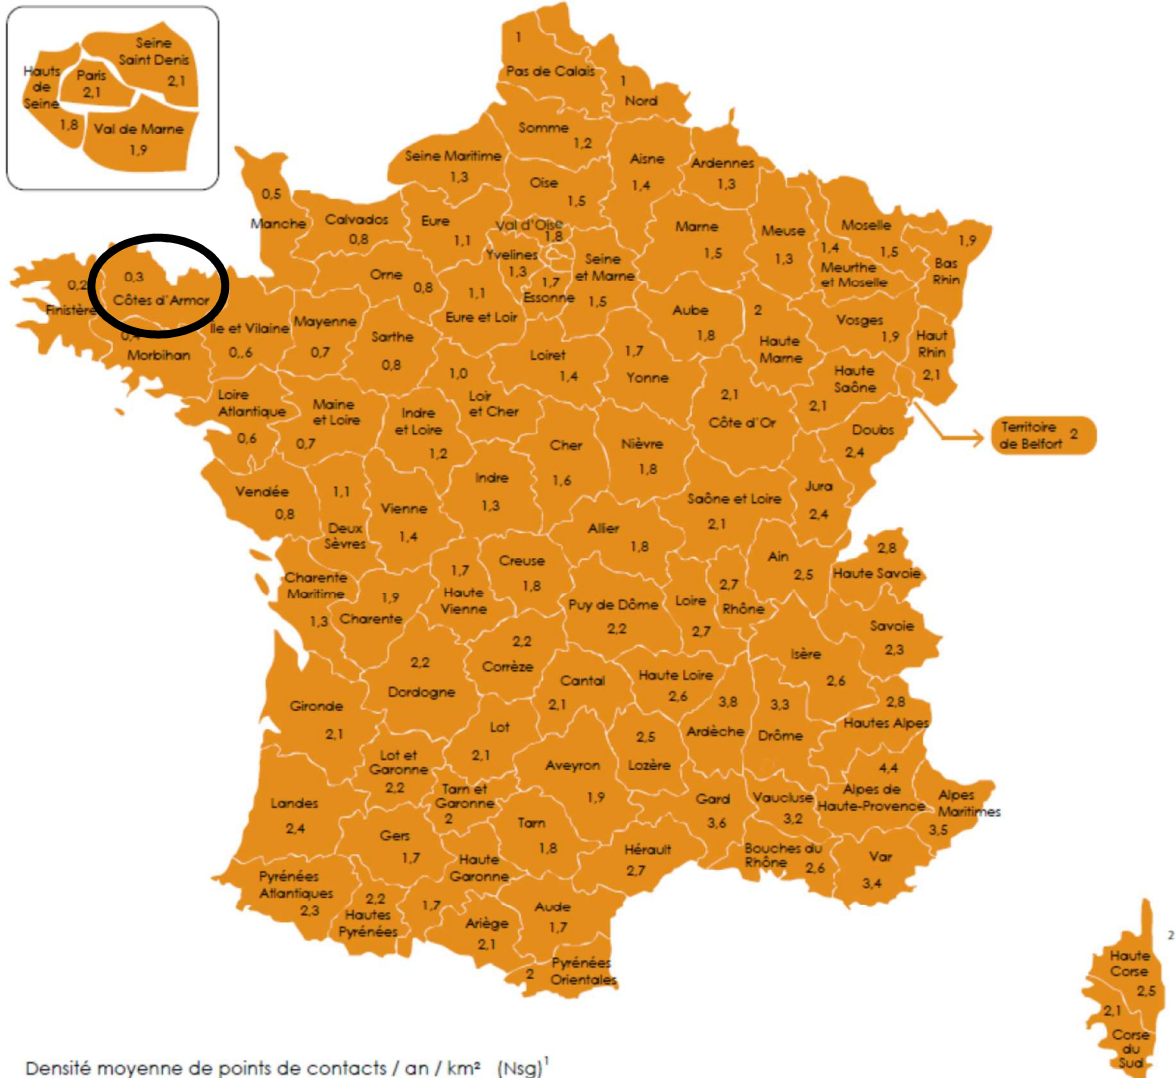 Seine
Saint Denis
2,1
Hauts
de
Seine
1,8
Paris
2,1
Val de Marne
1,9
1
Pas de Calais
1
Nord
Somme
1,2
Seine Maritime
1,3
Aisne
1,4
Ardennes
1,3
Oise
1,5
0,5
Manche
Calvados
0,8
Eure
1,1
Val d'Oise
1,8
Yvelines
1,3
1,7
Essonne
Seine
et Marne
1,5
Marne
1,5
Meuse
1,3
Moselle
1,5
1,4
Meurthe
et Moselle
1,9
Bas
Rhin
0,2
Finistère
0,3
Côtes d'Armor
0,4
Morbihan
Ile et Vilaine
0,,6
Orne
0,8
1,1
Eure et Loir
Mayenne
0,7
Sarthe
0,8
Aube
1,8
2
Haute
Marne
Vosges
1,9
Haut
Rhin
2,1
Loiret
1,4
1,7
Yonne
1,0
Loir
et Cher
Haute
Saône
2,1
Territoire
de Belfort 2
Loire
Atlantique
0,6
Maine
et Loire
0,7
Indre
et Loire
1,2
Cher
1,6
Nièvre
1,8
2,1
Côte d'Or
Doubs
2,4
Vendée
0,8
1,1
Deux
Sèvres
Vienne
1,4
Indre
1,3
Saône et Loire
2,1
Jura
2,4
Allier
1,8
Ain
2,5
2,8
Haute Savoie
Charente
Maritime
1,3
1,9
Charente
1,7
Haute
Vienne
Creuse
1,8
Puy de Dôme
2,2
Loire
2,7
2,7
Rhône
Savoie
2,3
2,2
Dordogne
2,2
Corrèze
Isère
2,6
Gironde
2,1
Cantal
2,1
Haute Loire
2,6
3,8
Ardèche
3,3
Drôme
2,8
Hautes Alpes
Lot
2,1
Lot et
Garonne
2,2
Aveyron
1,9
2,5
Lozère
4,4
Alpes de
Haute-Provence
Landes
2,4
Tarn et
Garonne
2
Tarn
1,8
Gard
3,6
Vaucluse
3,2
Alpes
Maritimes
3,5
Gers
1,7
Haute
Garonne
1,7
Hérault
2,7
Bouches du
Rhône
2,6
Var
3,4
Pyrénées
Atlantiques
2,3
2,2
Hautes
Pyrénées
Ariège
2,1
Aude
1,7
2
Pyrénées
Orientales
2
Haute
Corse
2,5
2,1
Corse
du
Sud
Densité moyenne de points de contacts / an / km² (Nsg)¹